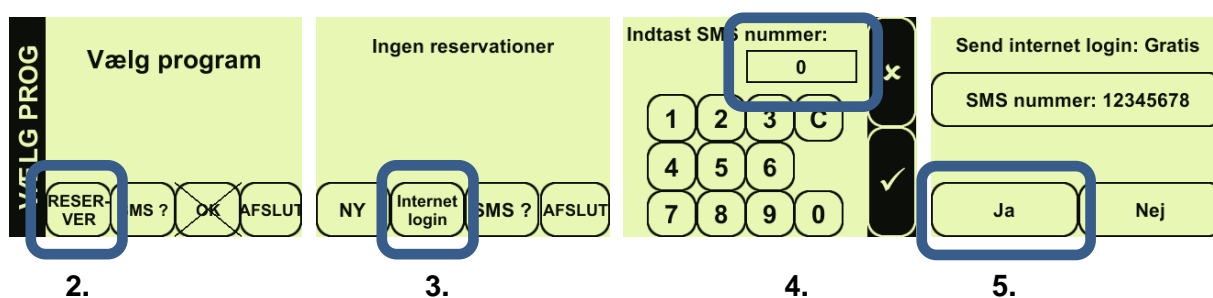 VÆLG PROG
Vælg program
RESER-
VER
SMS ?
OK
AFSLUT
Ingen reservationer
NY
Internet
login
SMS ?
AFSLUT
Indtast SMS nummer:
0
1 2 3 C
4 5 6
7 8 9 0
Send internet login: Gratis
SMS nummer: 12345678
Ja
Nej
2.
3.
4.
5.